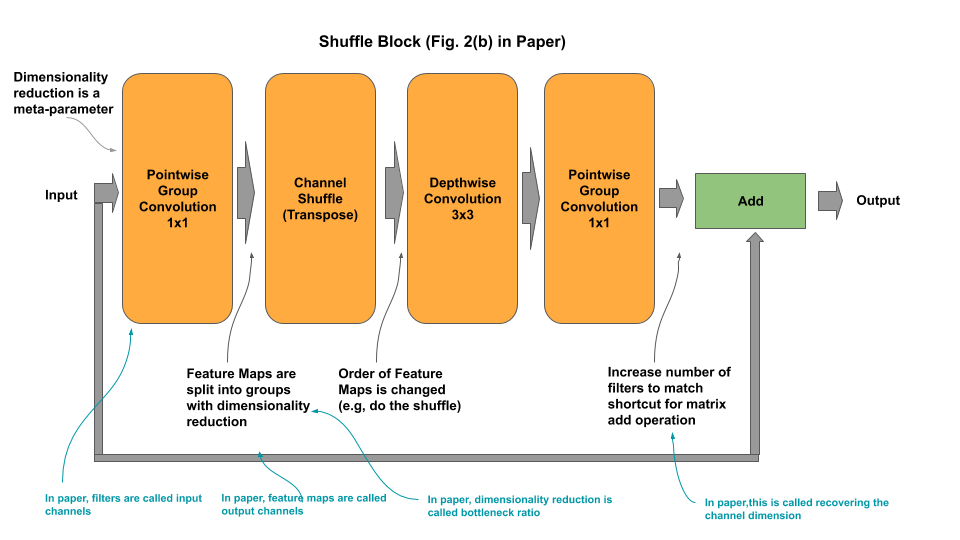 Shuffle Block (Fig. 2(b) in Paper)
Dimensionality
reduction is a
meta-parameter
Input
Pointwise
Group
Convolution
1x1
Channel
Shuffle
(Transpose)
Depthwise
Convolution
3x3
Pointwise
Group
Convolution
1x1
Add
Output
Feature Maps are
split into groups
with dimensionality
reduction
Order of Feature
Maps is changed
(e.g, do the shuffle)
Increase number of
filters to match
shortcut for matrix
add operation
In paper, filters are called input
channels
In paper, feature maps are called
output channels
In paper, dimensionality reduction is
called bottleneck ratio
In paper,this is called recovering the
channel dimension